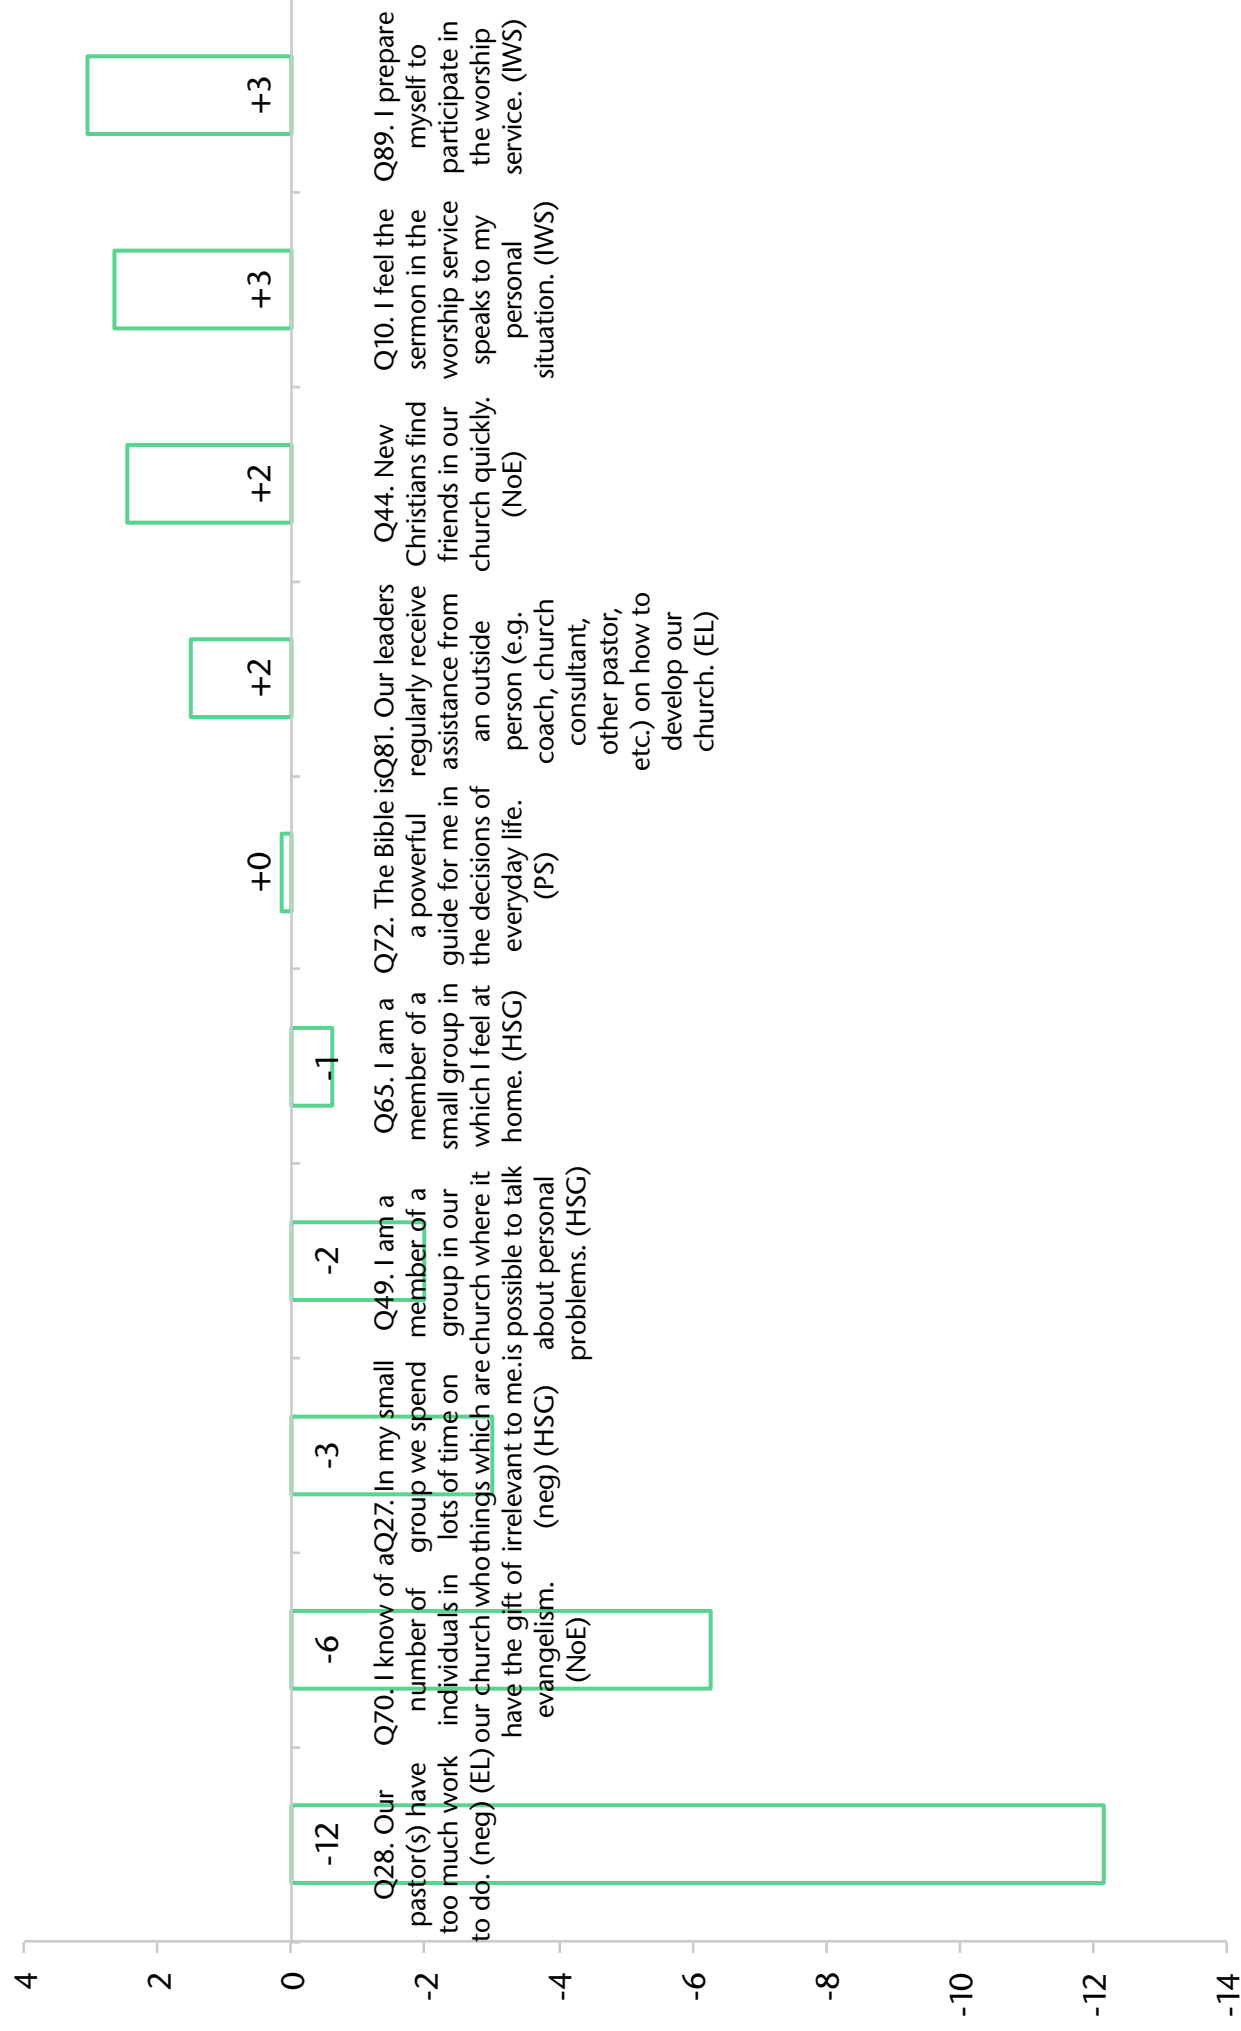 4
2
0
-2
-4
-6
-8
-10
-12
-14
-12
-6
-3
-2
-1
+0
+2
+2
+3
+3
Q28. Our
pastor(s) have
too much work
to do. (neg) (EL)
Q70. I know of a
number of
individuals in
our church who
have the gift of
evangelism.
(NoE)
Q27. In my small
group we spend
lots of time on
things which are
irrelevant to me.
(neg) (HSG)
Q49. I am a
member of a
group in our
church where it
is possible to talk
about personal
problems. (HSG)
Q65. I am a
member of a
small group in
which I feel at
home. (HSG)
Q72. The Bible is
a powerful
guide for me in
the decisions of
everyday life.
(PS)
Q81. Our leaders
regularly receive
assistance from
an outside
person (e.g.
coach, church
consultant,
other pastor,
etc.) on how to
develop our
church. (EL)
Q44. New
Christians find
friends in our
church quickly.
(NoE)
Q10. I feel the
sermon in the
worship service
speaks to my
personal
situation. (IWS)
Q89. I prepare
myself to
participate in
the worship
service. (IWS)